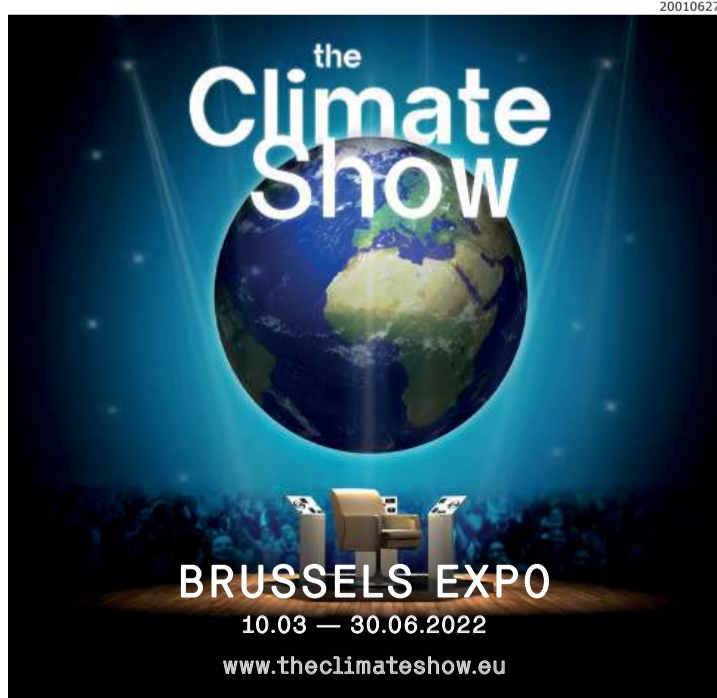 20010627
the
Climate
Show
BRUSSELS EXPO
10.03 — 30.06.2022
www.theclimateshow.eu